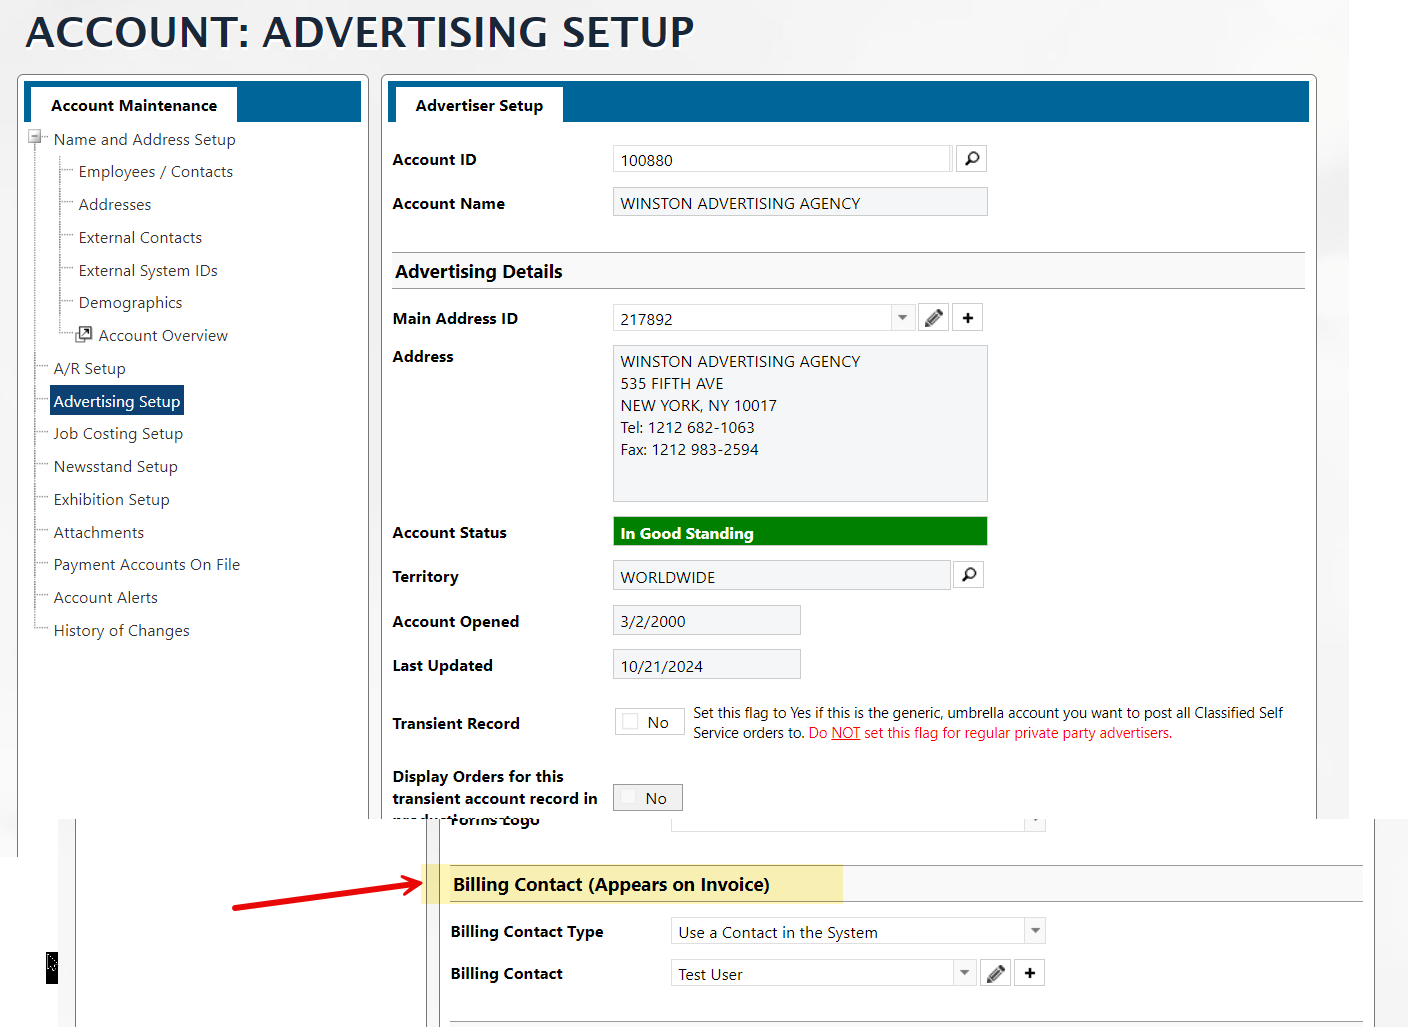 ACCOUNT: ADVERTISING SETUP
Account Maintenance
Name and Address Setup
Employees / Contacts
Addresses
External Contacts
External System IDs
Demographics
Account Overview
A/R Setup
Advertising Setup
Job Costing Setup
Newsstand Setup
Exhibition Setup
Attachments
Payment Accounts On File
Account Alerts
History of Changes
Advertiser Setup
Account ID 100880
Account Name WINSTON ADVERTISING AGENCY
Advertising Details
Main Address ID 217892
Address WINSTON ADVERTISING AGENCY
535 FIFTH AVE
NEW YORK, NY 10017
Tel: 1212 682-1063
Fax: 1212 983-2594
Account Status In Good Standing
Territory WORLDWIDE
Account Opened 3/2/2000
Last Updated 10/21/2024
Transient Record No Set this flag to Yes if this is the generic, umbrella account you want to post all Classified Self
Service orders to. Do NOT set this flag for regular private party advertisers.
Display Orders for this
transient account record in No
Logo
Billing Contact (Appears on Invoice)
Billing Contact Type Use a Contact in the System
Billing Contact Test User